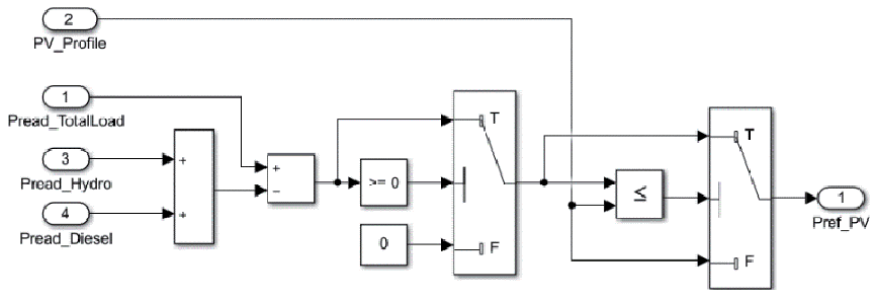 2
PV_Profile
1
Pread_TotalLoad
3
Pread_Hydro
4
Pread_Diesel
+
+
+
−
>= 0
0
T
F
≤
T
F
1
Pref_PV